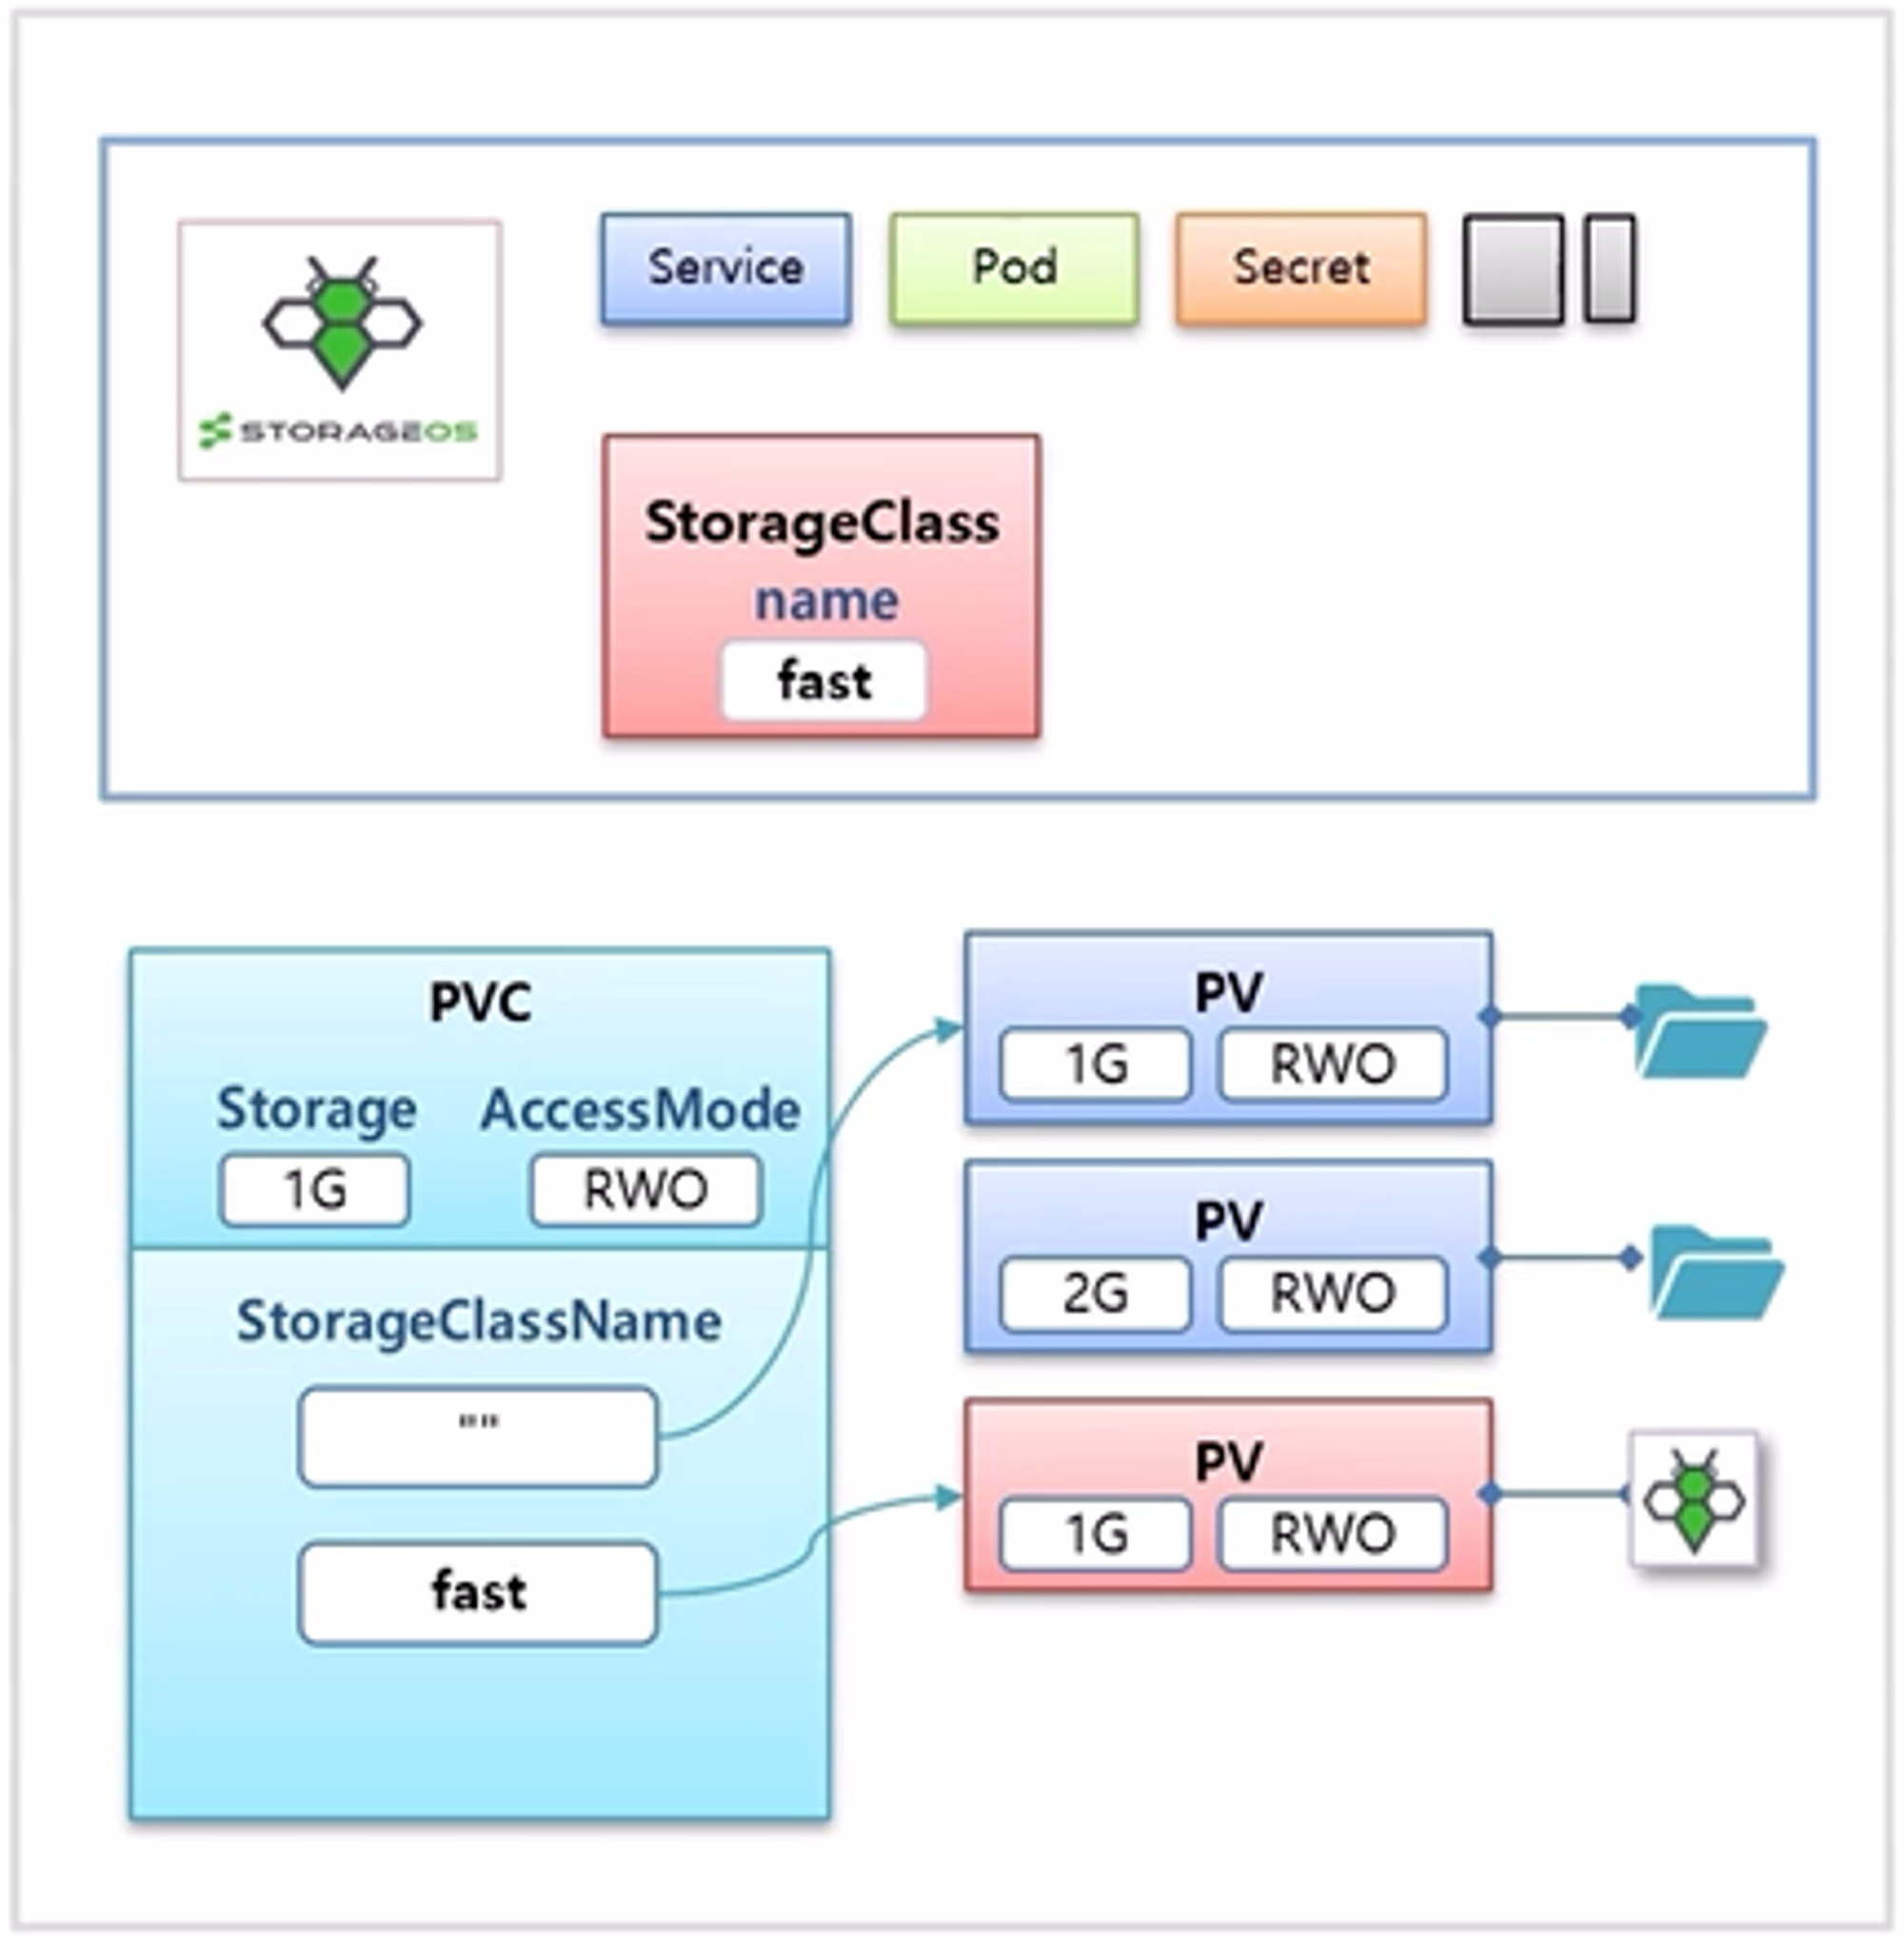 Service
Pod
Secret
STORAGEOS
StorageClass
name
fast
PVC
Storage AccessMode
1G RWO
StorageClassName
""
fast
PV
1G RWO
PV
2G RWO
PV
1G RWO